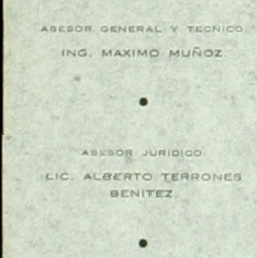 ASESOR GENERAL Y TECNICO
ING. MAXIMO MUÑOZ.
ASESOR JURIDICO
LIC. ALBERTO TERRONES
BENITEZ.